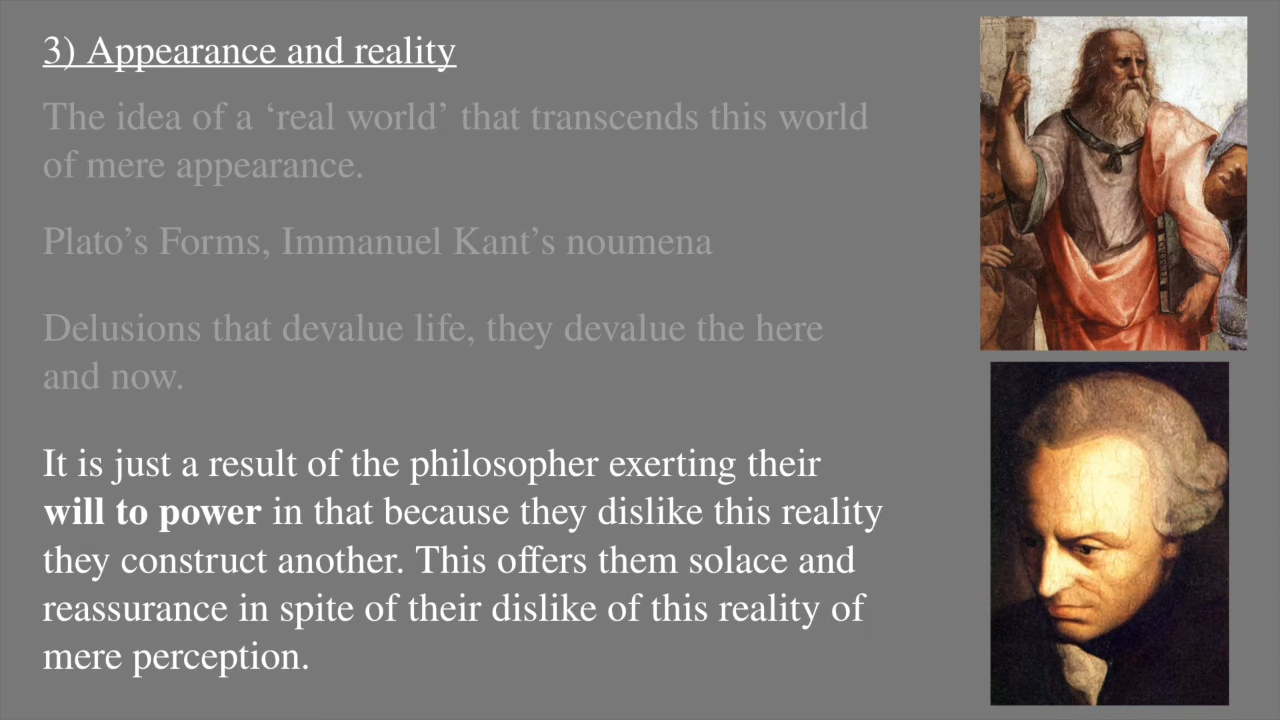 3) Appearance and reality
The idea of a ‘real world’ that transcends this world
of mere appearance.
Plato’s Forms, Immanuel Kant’s noumena
Delusions that devalue life, they devalue the here
and now.
It is just a result of the philosopher exerting their
will to power in that because they dislike this reality
they construct another. This offers them solace and
reassurance in spite of their dislike of this reality of
mere perception.